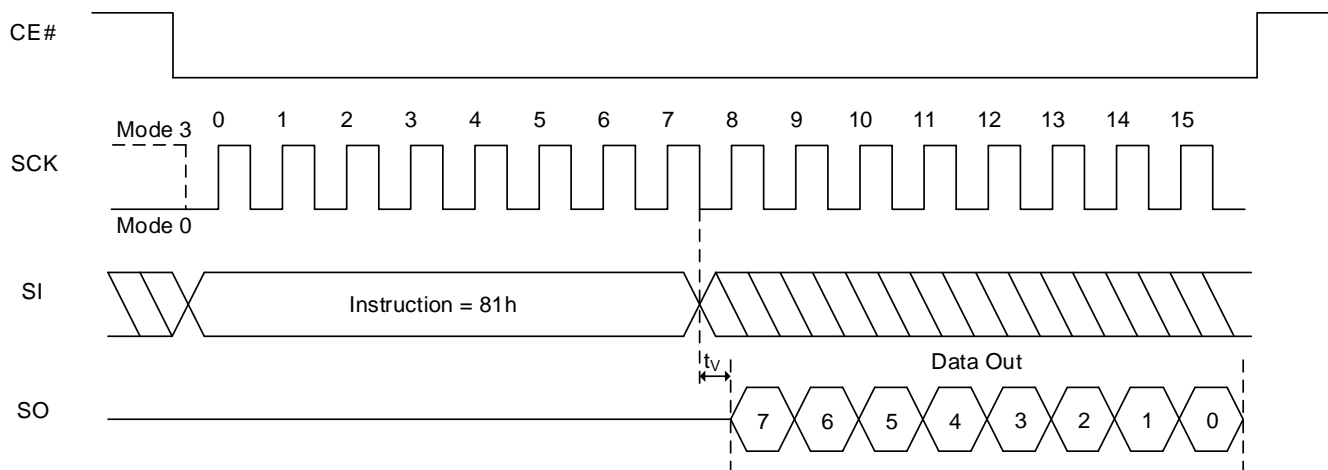 CE#
0 1 2 3 4 5 6 7 8 9 10 11 12 13 14 15
Mode 3
SCK
Mode 0
SI
Instruction = 81h
tV
Data Out
SO
7 6 5 4 3 2 1 0